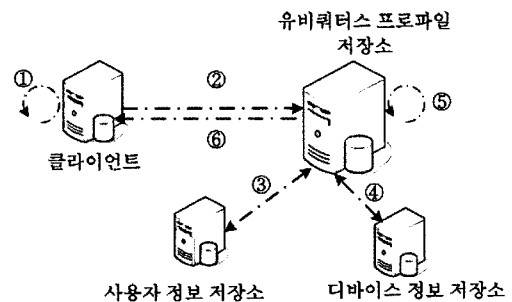 유비쿼터스 프로파일
저장소
①
②
⑤
⑥
클라이언트
③
④
사용자 정보 저장소
디바이스 정보 저장소